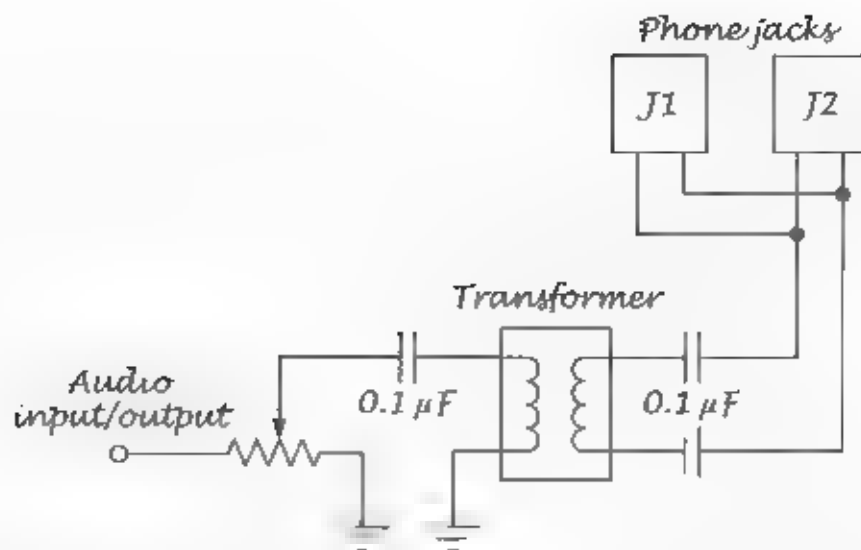 Phone jacks
J1
J2
Transformer
Audio
input/output
0.1 μF
0.1 μF